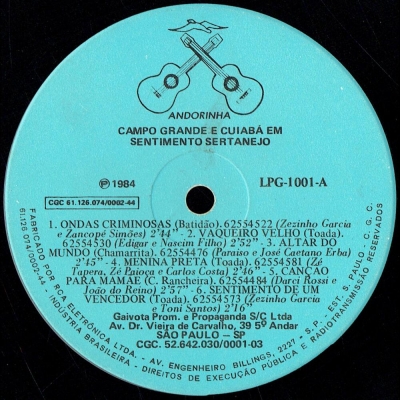 ANDORINHA
CAMPO GRANDE E CUIABÁ EM
SENTIMENTO SERTANEJO
℗ 1984
LPG-1001-A
CGC 61.126.074/0002-44
1. ONDAS CRIMINOSAS (Batidão). 62554522 (Zezinho Garcia
e Zancopé Simões) 2'44" - 2. VAQUEIRO VELHO (Toada).
62554530 (Edigar e Nascim Filho) 2'52" - 3. ALTAR DO
MUNDO (Chamarrita). 62554476 (Paraiso e José Caetano Erba)
2'45" - 4. MENINA PRETA (Toada). 62554581 (Zé
Tapera, Zé Paioca e Carlos Costa) 2'46" - 5. CANÇÃO
PARA MAMÃE (C. Rancheira). 62554484 (Darci Rossi e
João do Reino) 2'57" - 6. SENTIMENTO DE UM
VENCEDOR (Toada) 62554573 (Zezinho Garcia
e Toni Santos) 2'16"
Gaivota Prom. e Propaganda S/C Ltda
Av. Dr. Vieira de Carvalho, 39 5º Andar
SÃO PAULO — SP
CGC. 52.642.030/0001-03
FABRICADO POR RCA ELETRÔNICA LTDA. - AV. ENGENHEIRO BILLINGS, 2227 - S.P. - EST. S. PAULO - C.G.C. 61.126.074/0002-44
INDÚSTRIA BRASILEIRA - DIREITOS DE EXECUÇÃO PÚBLICA E RADIOTRANSMISSÃO RESERVADOS